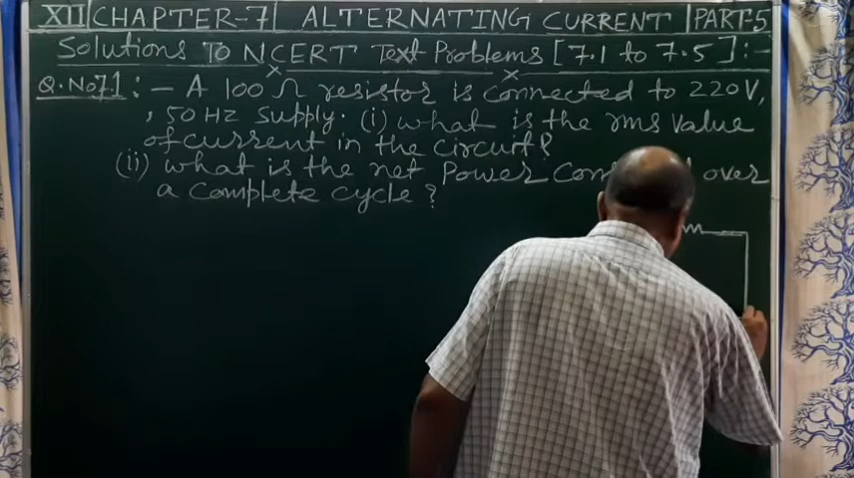 XII CHAPTER-7 ALTERNATING CURRENT PART-5
Solutions To NCERT Text Problems [7.1 to 7.5]:-
Q.No7.1:- A 100 Ω resistor is connected to 220V,
, 50 Hz supply. (i) what is the rms value
of current in the circuit?
(ii) what is the net Power over
a complete cycle?